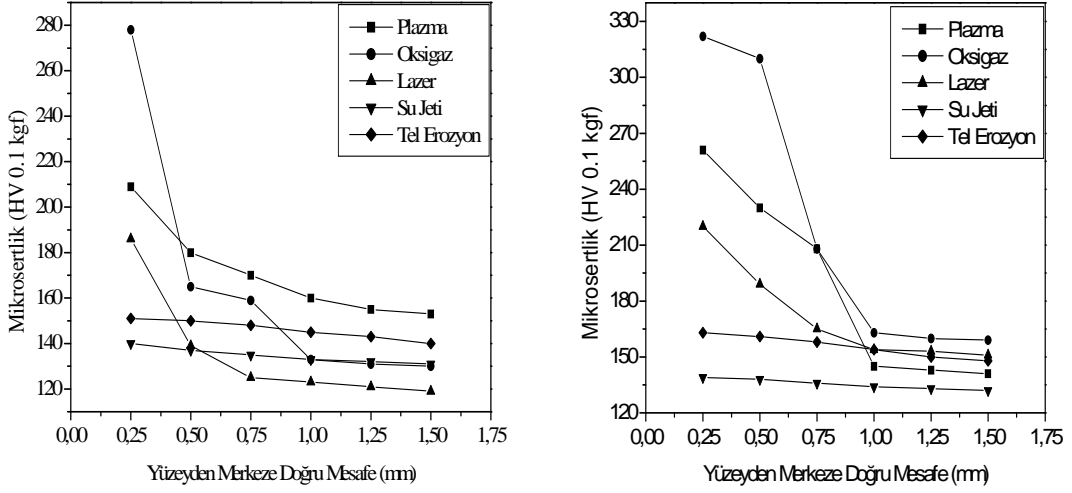 280
260
240
220
200
180
160
140
120
Mikrosertlik (HV 0.1 kgf)
Plazma
Oksigaz
Lazer
Su Jeti
Tel Erozyon
0,00 0,25 0,50 0,75 1,00 1,25 1,50 1,75
Yüzeyden Merkeze Doğru Mesafe (mm)
330
300
270
240
210
180
150
120
Mikrosertlik (HV 0.1 kgf)
Plazma
Oksigaz
Lazer
Su Jeti
Tel Erozyon
0,00 0,25 0,50 0,75 1,00 1,25 1,50 1,75
Yüzeyden Merkeze Doğru Mesafe (mm)